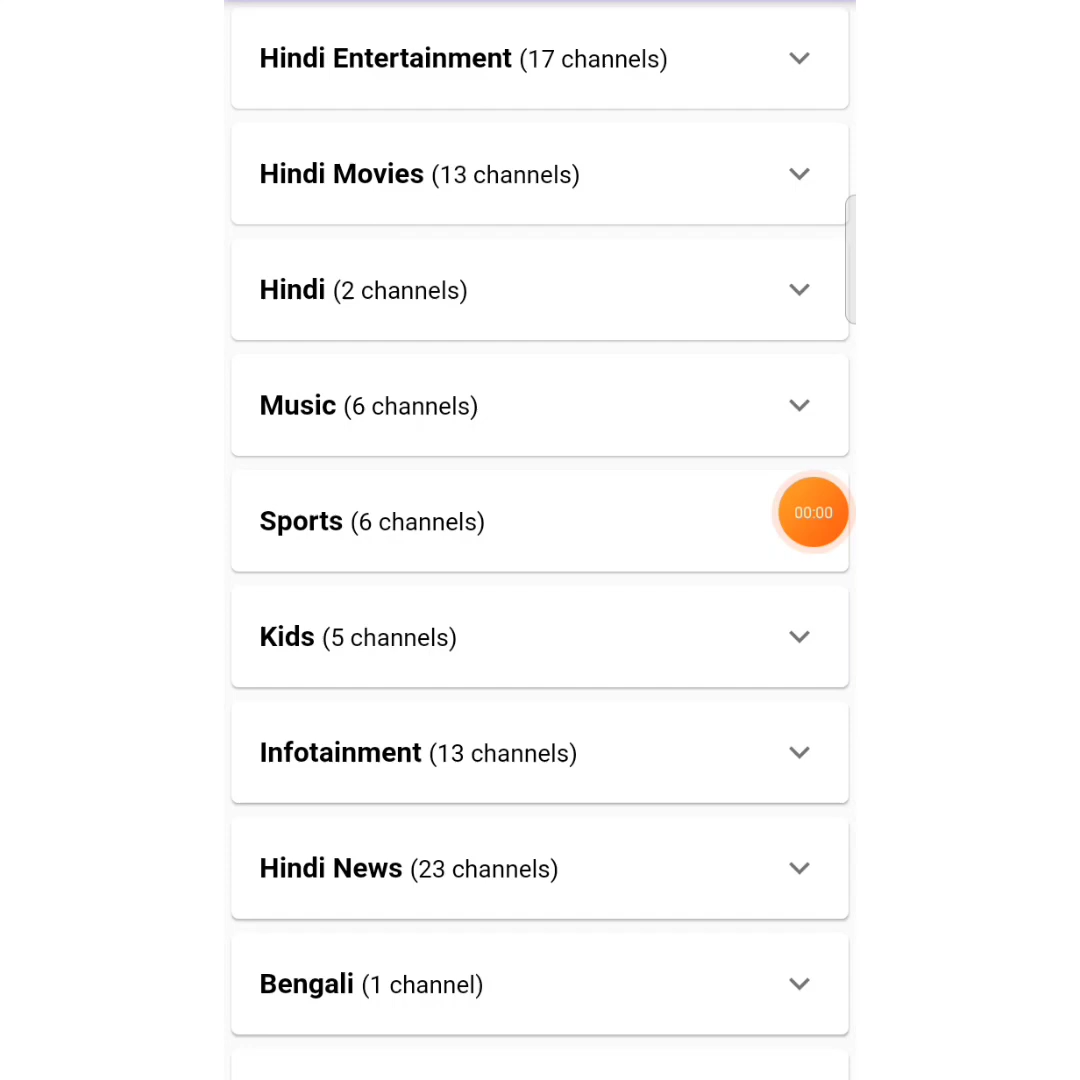 Hindi Entertainment (17 channels)
Hindi Movies (13 channels)
Hindi (2 channels)
Music (6 channels)
Sports (6 channels)
00:00
Kids (5 channels)
Infotainment (13 channels)
Hindi News (23 channels)
Bengali (1 channel)